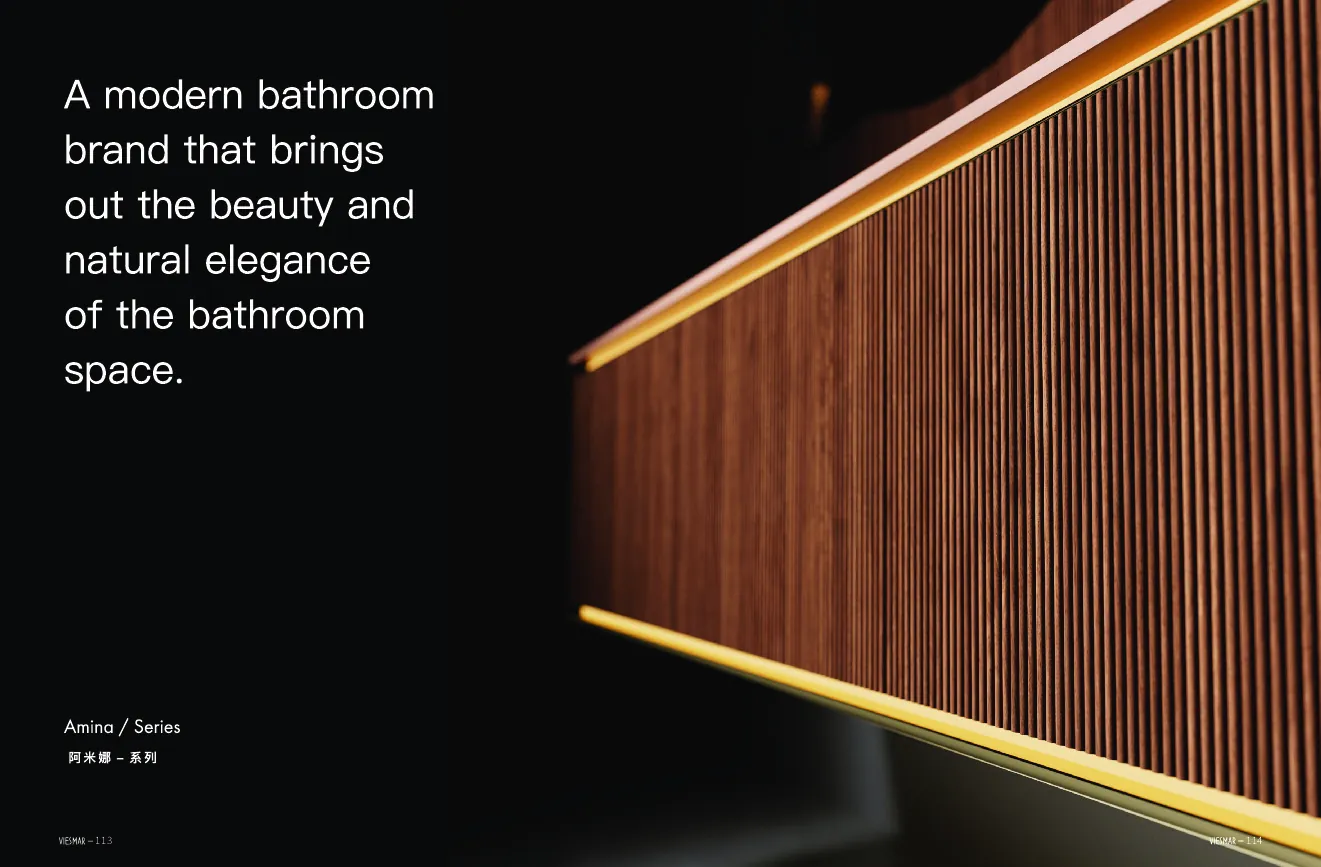 A modern bathroom
brand that brings
out the beauty and
natural elegance
of the bathroom
space.
Amina / Series
阿米娜 – 系列
VIESMAR – 113
VIESMAR – 114